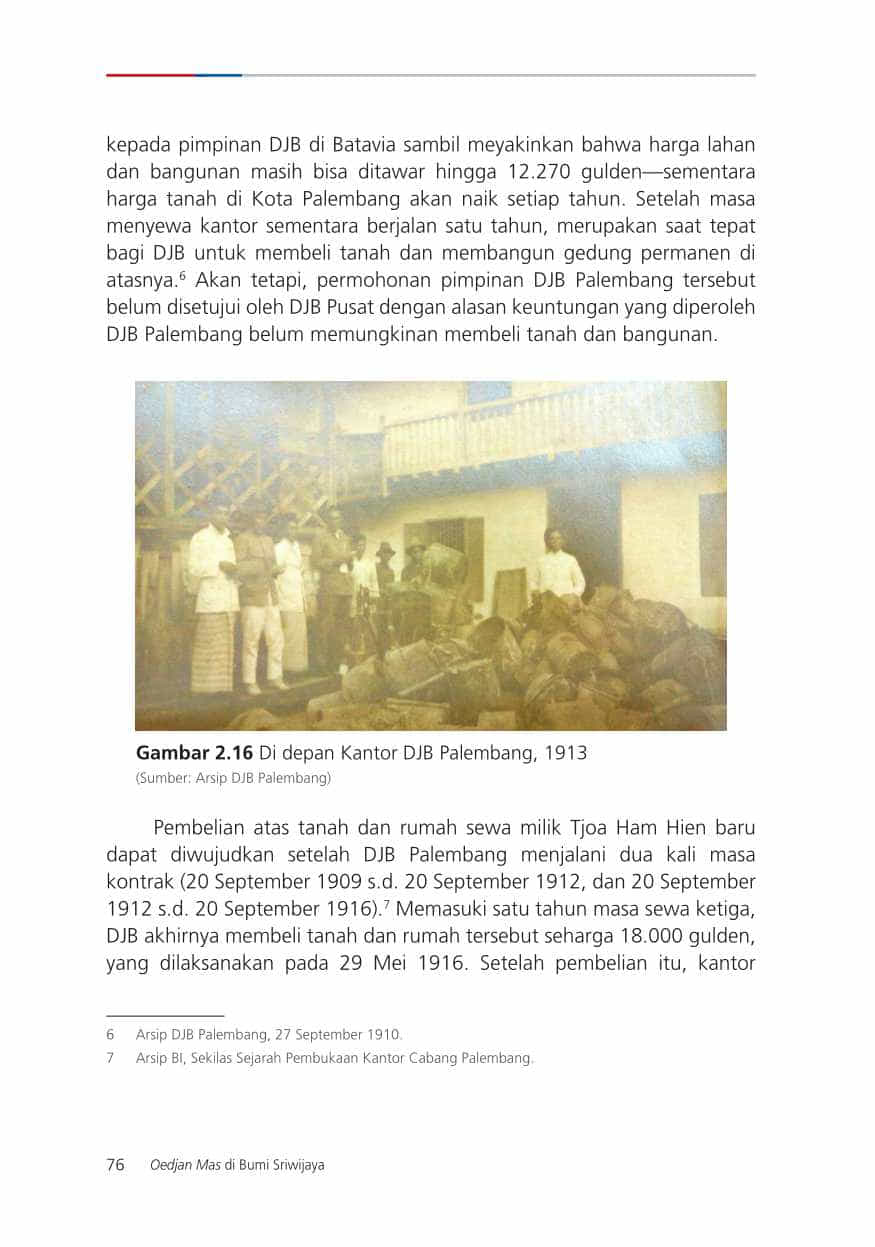 kepada pimpinan DJB di Batavia sambil meyakinkan bahwa harga lahan
dan bangunan masih bisa ditawar hingga 12.270 gulden—sementara
harga tanah di Kota Palembang akan naik setiap tahun. Setelah masa
menyewa kantor sementara berjalan satu tahun, merupakan saat tepat
bagi DJB untuk membeli tanah dan membangun gedung permanen di
atasnya.⁶ Akan tetapi, permohonan pimpinan DJB Palembang tersebut
belum disetujui oleh DJB Pusat dengan alasan keuntungan yang diperoleh
DJB Palembang belum memungkinan membeli tanah dan bangunan.
Gambar 2.16 Di depan Kantor DJB Palembang, 1913
(Sumber: Arsip DJB Palembang)
Pembelian atas tanah dan rumah sewa milik Tjoa Ham Hien baru
dapat diwujudkan setelah DJB Palembang menjalani dua kali masa
kontrak (20 September 1909 s.d. 20 September 1912, dan 20 September
1912 s.d. 20 September 1916).⁷ Memasuki satu tahun masa sewa ketiga,
DJB akhirnya membeli tanah dan rumah tersebut seharga 18.000 gulden,
yang dilaksanakan pada 29 Mei 1916. Setelah pembelian itu, kantor
6 Arsip DJB Palembang, 27 September 1910.
7 Arsip BI, Sekilas Sejarah Pembukaan Kantor Cabang Palembang.
76 Oedjan Mas di Bumi Sriwijaya